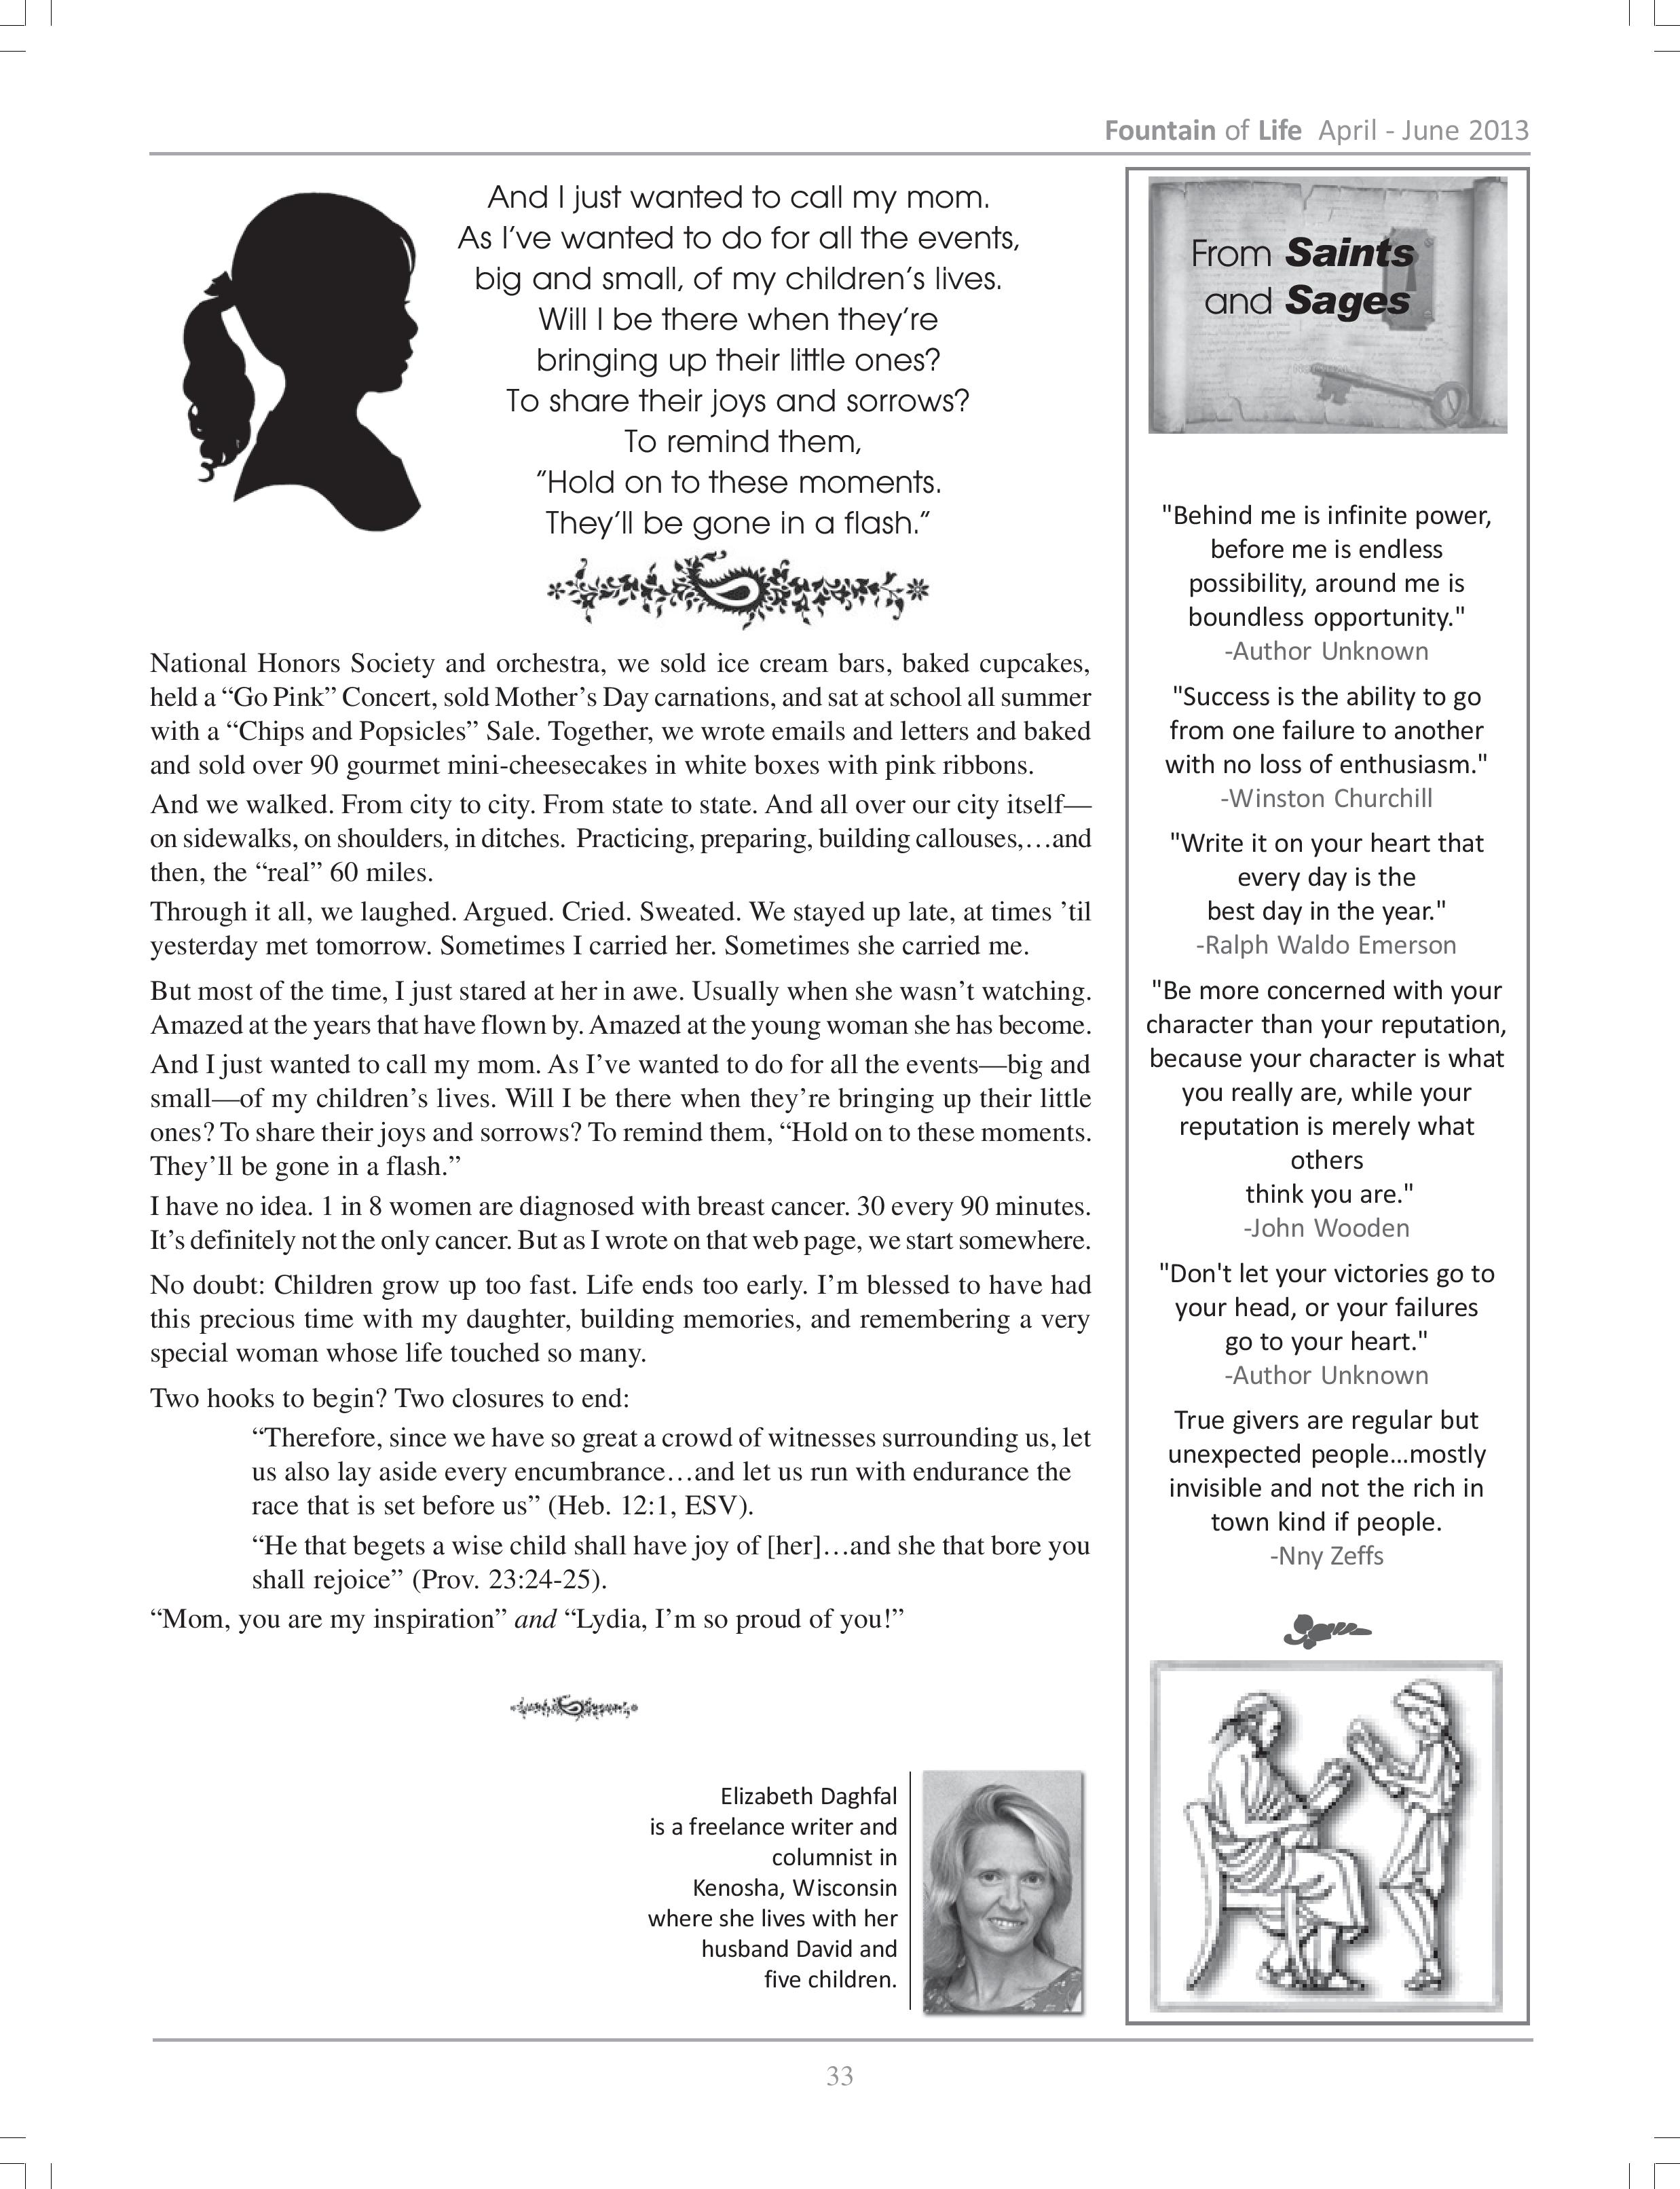 Fountain of Life April - June 2013
And I just wanted to call my mom.
As I’ve wanted to do for all the events,
big and small, of my children’s lives.
Will I be there when they’re
bringing up their little ones?
To share their joys and sorrows?
To remind them,
“Hold on to these moments.
They’ll be gone in a flash.”
National Honors Society and orchestra, we sold ice cream bars, baked cupcakes,
held a “Go Pink” Concert, sold Mother’s Day carnations, and sat at school all summer
with a “Chips and Popsicles” Sale. Together, we wrote emails and letters and baked
and sold over 90 gourmet mini-cheesecakes in white boxes with pink ribbons.
And we walked. From city to city. From state to state. And all over our city itself—
on sidewalks, on shoulders, in ditches. Practicing, preparing, building callouses,…and
then, the “real” 60 miles.
Through it all, we laughed. Argued. Cried. Sweated. We stayed up late, at times ’til
yesterday met tomorrow. Sometimes I carried her. Sometimes she carried me.
But most of the time, I just stared at her in awe. Usually when she wasn’t watching.
Amazed at the years that have flown by. Amazed at the young woman she has become.
And I just wanted to call my mom. As I’ve wanted to do for all the events—big and
small—of my children’s lives. Will I be there when they’re bringing up their little
ones? To share their joys and sorrows? To remind them, “Hold on to these moments.
They’ll be gone in a flash.”
I have no idea. 1 in 8 women are diagnosed with breast cancer. 30 every 90 minutes.
It’s definitely not the only cancer. But as I wrote on that web page, we start somewhere.
No doubt: Children grow up too fast. Life ends too early. I’m blessed to have had
this precious time with my daughter, building memories, and remembering a very
special woman whose life touched so many.
Two hooks to begin? Two closures to end:
“Therefore, since we have so great a crowd of witnesses surrounding us, let
us also lay aside every encumbrance…and let us run with endurance the
race that is set before us” (Heb. 12:1, ESV).
“He that begets a wise child shall have joy of [her]…and she that bore you
shall rejoice” (Prov. 23:24-25).
“Mom, you are my inspiration” and “Lydia, I’m so proud of you!”
Elizabeth Daghfal
is a freelance writer and
columnist in
Kenosha, Wisconsin
where she lives with her
husband David and
five children.
From Saints
and Sages
"Behind me is infinite power,
before me is endless
possibility, around me is
boundless opportunity."
-Author Unknown
"Success is the ability to go
from one failure to another
with no loss of enthusiasm."
-Winston Churchill
"Write it on your heart that
every day is the
best day in the year."
-Ralph Waldo Emerson
"Be more concerned with your
character than your reputation,
because your character is what
you really are, while your
reputation is merely what
others
think you are."
-John Wooden
"Don't let your victories go to
your head, or your failures
go to your heart."
-Author Unknown
True givers are regular but
unexpected people…mostly
invisible and not the rich in
town kind if people.
-Nny Zeffs
33